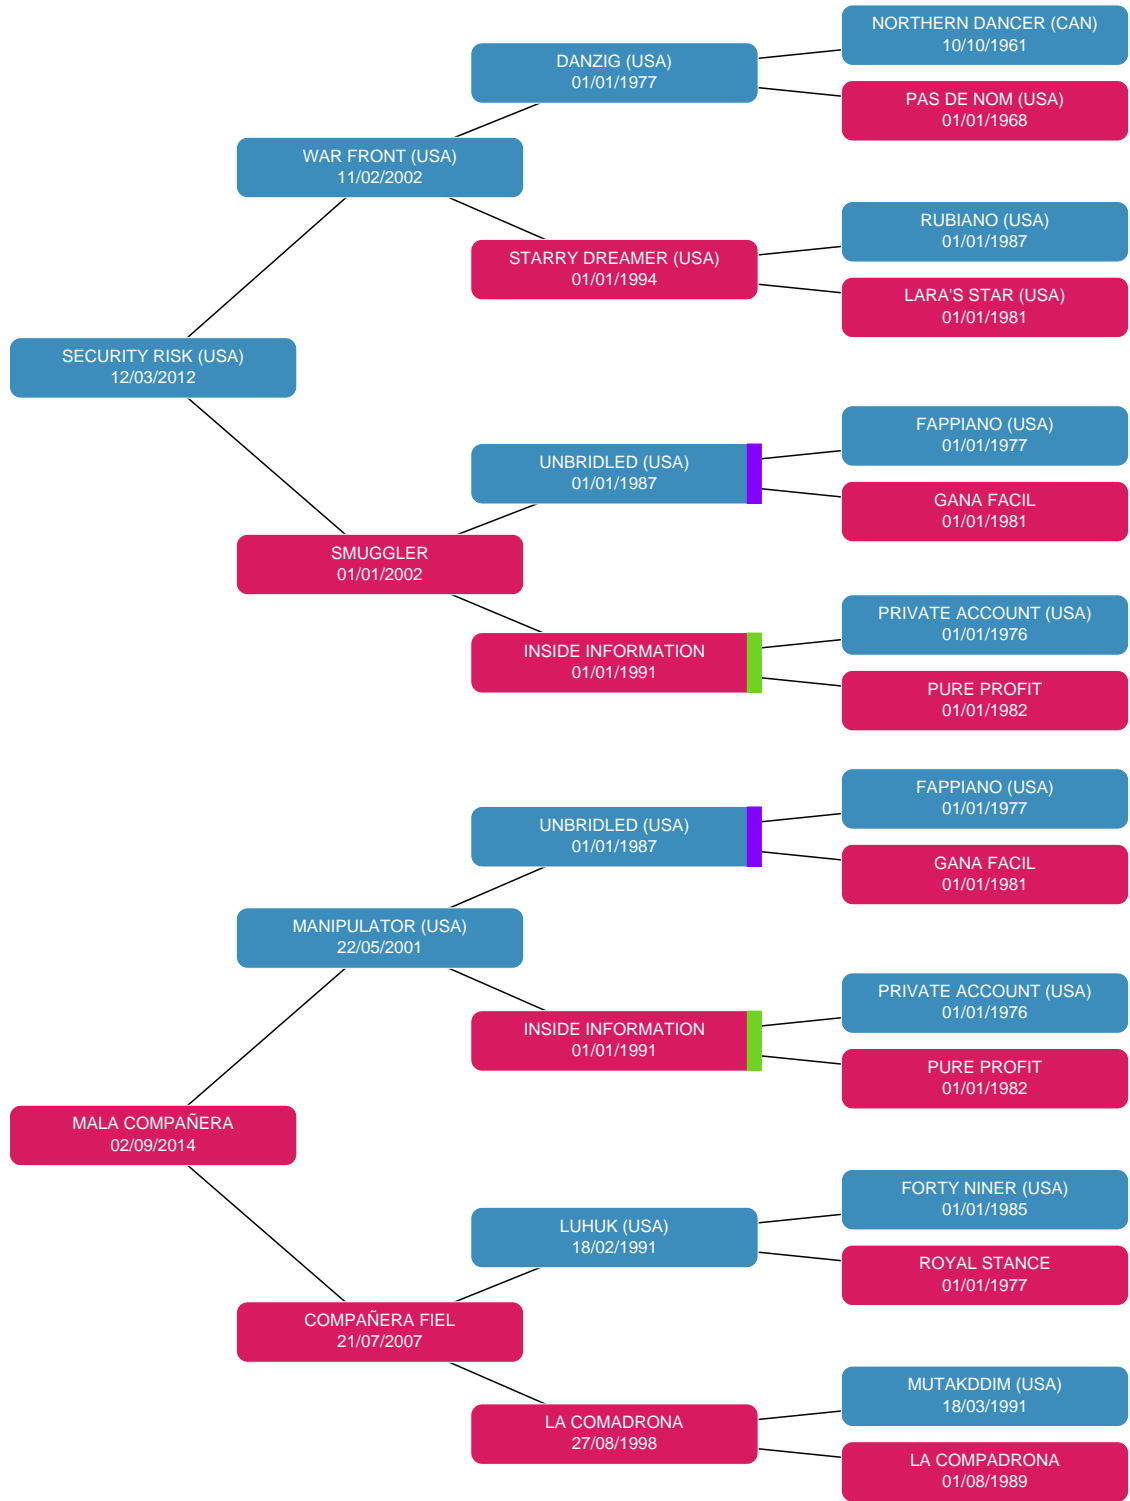 NORTHERN DANCER (CAN)
10/10/1961
DANZIG (USA)
01/01/1977
PAS DE NOM (USA)
01/01/1968
WAR FRONT (USA)
11/02/2002
RUBIANO (USA)
01/01/1987
STARRY DREAMER (USA)
01/01/1994
LARA'S STAR (USA)
01/01/1981
SECURITY RISK (USA)
12/03/2012
FAPPIANO (USA)
01/01/1977
UNBRIDLED (USA)
01/01/1987
GANA FACIL
01/01/1981
SMUGGLER
01/01/2002
PRIVATE ACCOUNT (USA)
01/01/1976
INSIDE INFORMATION
01/01/1991
PURE PROFIT
01/01/1982
FAPPIANO (USA)
01/01/1977
UNBRIDLED (USA)
01/01/1987
GANA FACIL
01/01/1981
MANIPULATOR (USA)
22/05/2001
PRIVATE ACCOUNT (USA)
01/01/1976
INSIDE INFORMATION
01/01/1991
PURE PROFIT
01/01/1982
MALA COMPAÑERA
02/09/2014
FORTY NINER (USA)
01/01/1985
LUHUK (USA)
18/02/1991
ROYAL STANCE
01/01/1977
COMPAÑERA FIEL
21/07/2007
MUTAKDDIM (USA)
18/03/1991
LA COMADRONA
27/08/1998
LA COMPADRONA
01/08/1989